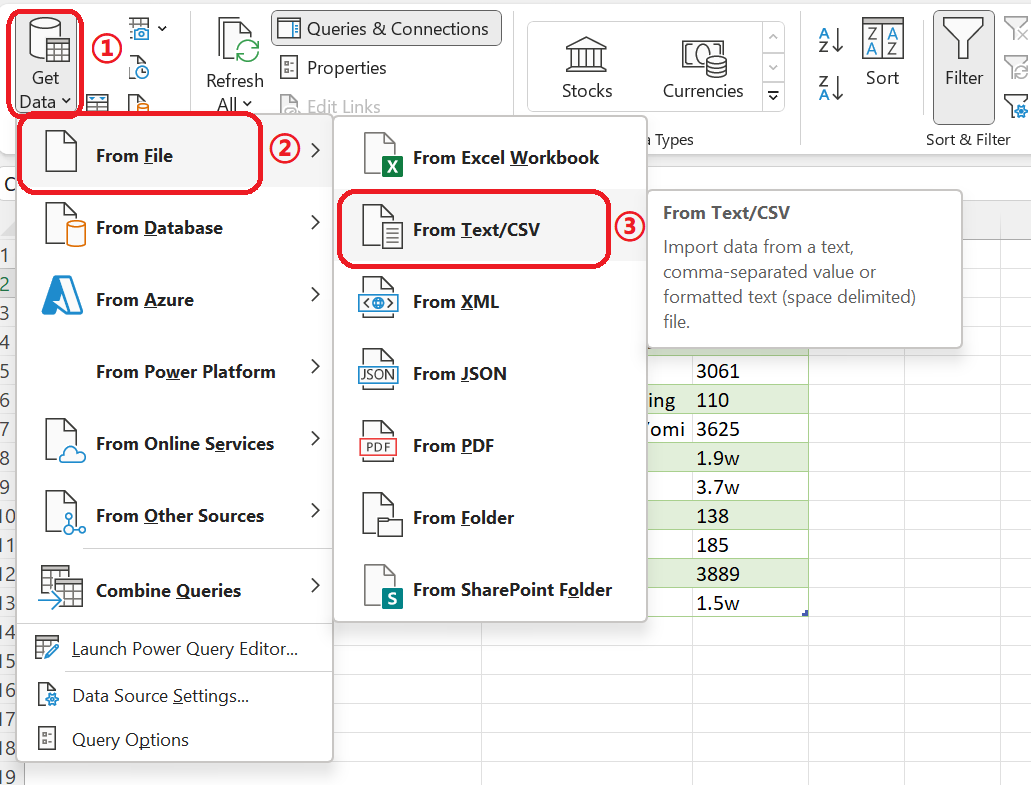 Get
Data
①
Refresh
All
Queries & Connections
Properties
Edit Links
Stocks
Currencies
Types
A
Z
Z
A
Z A
A Z
Sort
Filter
Sort & Filter
From File
②
From Database
From Azure
From Power Platform
From Online Services
From Other Sources
Combine Queries
Launch Power Query Editor...
Data Source Settings...
Query Options
X
From Excel Workbook
From Text/CSV
③
From XML
JSON
From JSON
PDF
From PDF
From Folder
S
From SharePoint Folder
From Text/CSV
Import data from a text,
comma-separated value or
formatted text (space delimited)
file.
C
1
2
3
4
5
3061
6
ing
110
7
Yomi
3625
8
1.9w
9
3.7w
10
138
11
185
12
3889
13
1.5w
14
15
16
17
18
19